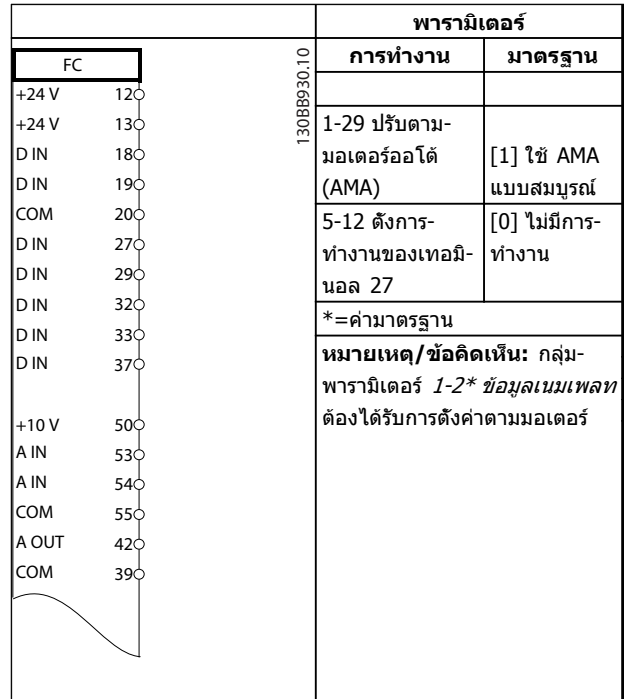 พารามิเตอร์
การทำงาน มาตรฐาน
FC
130BB930.10
+24 V 12
+24 V 13
D IN 18
D IN 19
COM 20
D IN 27
D IN 29
D IN 32
D IN 33
D IN 37
+10 V 50
A IN 53
A IN 54
COM 55
A OUT 42
COM 39
1-29 ปรับตาม-
มอเตอร์ออโต้
(AMA)
[1] ใช้ AMA
แบบสมบูรณ์
5-12 ตั้งการ-
ทำงานของเทอมิ-
นอล 27
[0] ไม่มีการ-
ทำงาน
*=ค่ามาตรฐาน
หมายเหตุ/ข้อคิดเห็น: กลุ่ม-
พารามิเตอร์ 1-2* ข้อมูลเนมเพลท
ต้องได้รับการตั้งค่าตามมอเตอร์